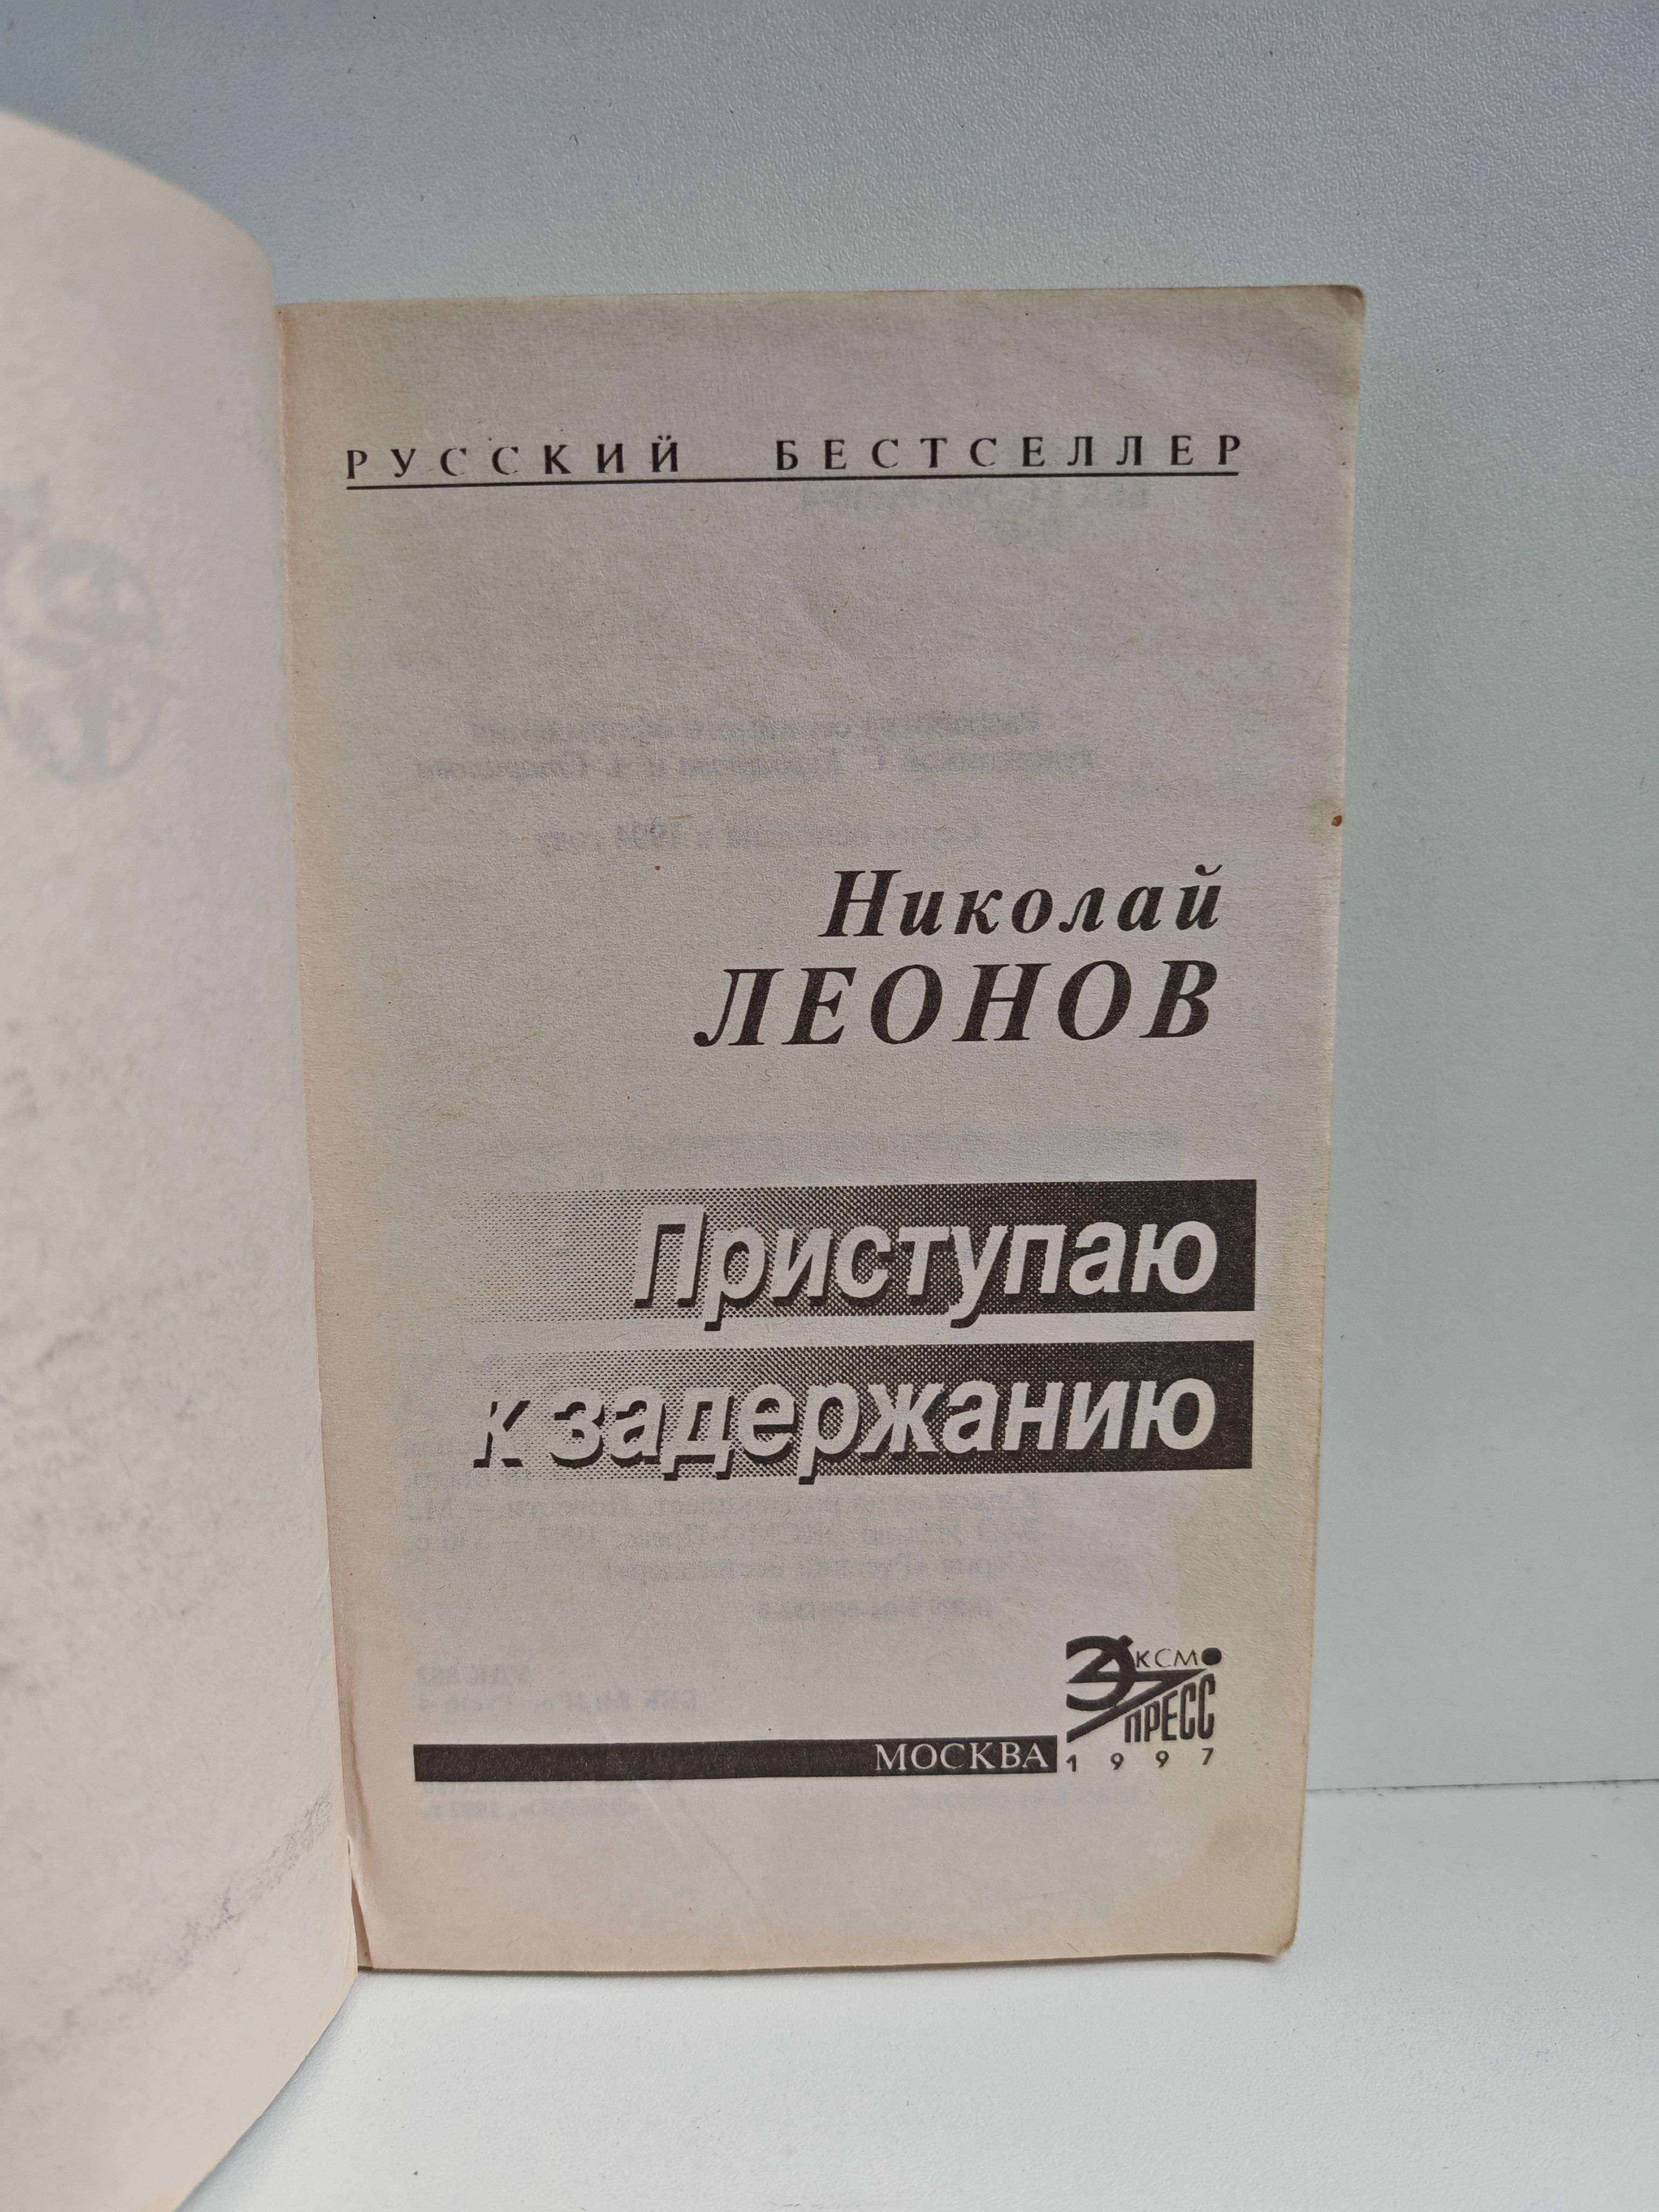 РУССКИЙ БЕСТСЕЛЛЕР
Николай
ЛЕОНОВ
Приступаю
к задержанию
ЭКСМО
ПРЕСС
МОСКВА 1997